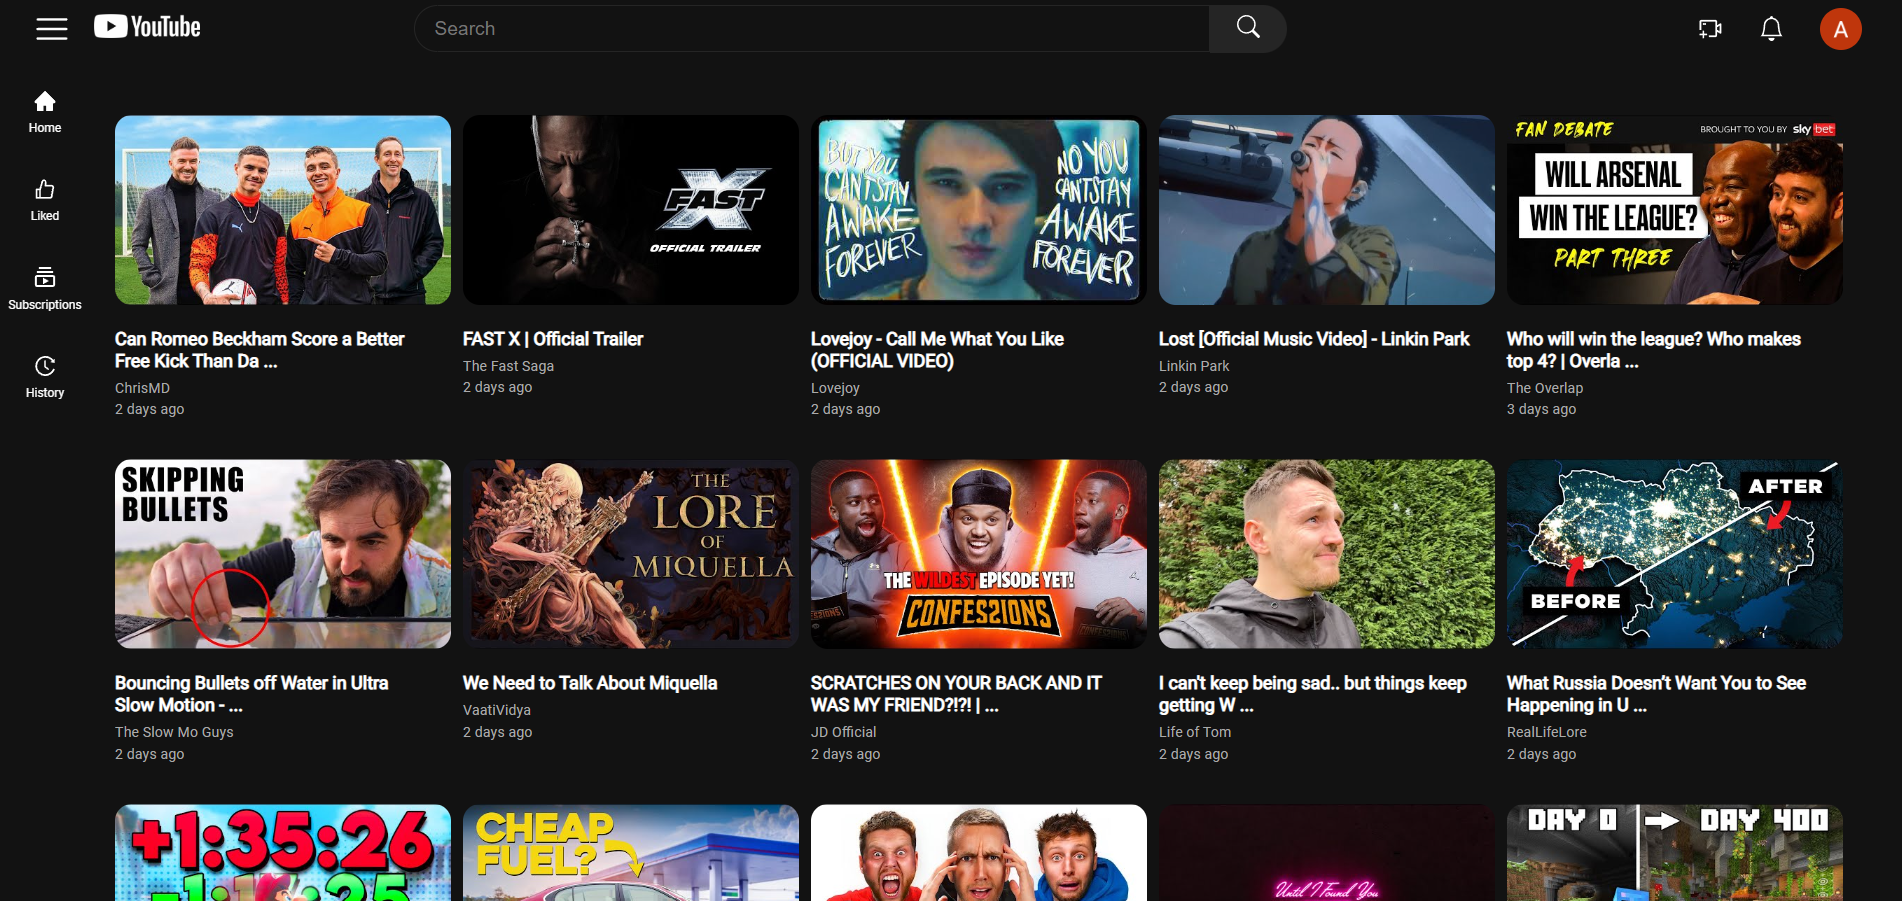 YouTube
Search
A
Home
Liked
Subscriptions
History
FAST X
OFFICIAL TRAILER
BUT YOU
CAN'T STAY
AWAKE
FOREVER
NO YOU
CAN'T STAY
AWAKE
FOREVER
FAN DEBATE
BROUGHT TO YOU BY sky bet
WILL ARSENAL
WIN THE LEAGUE?
PART THREE
Can Romeo Beckham Score a Better
Free Kick Than Da ...
ChrisMD
2 days ago
FAST X | Official Trailer
The Fast Saga
2 days ago
Lovejoy - Call Me What You Like
(OFFICIAL VIDEO)
Lovejoy
2 days ago
Lost [Official Music Video] - Linkin Park
Linkin Park
2 days ago
Who will win the league? Who makes
top 4? | Overla ...
The Overlap
3 days ago
SKIPPING
BULLETS
THE
LORE
OF
MIQUELLA
THE WILDEST EPISODE YET!
CONFES2IONS
AFTER
BEFORE
Bouncing Bullets off Water in Ultra
Slow Motion - ...
The Slow Mo Guys
2 days ago
We Need to Talk About Miquella
VaatiVidya
2 days ago
SCRATCHES ON YOUR BACK AND IT
WAS MY FRIEND?!?! | ...
JD Official
2 days ago
I can't keep being sad.. but things keep
getting W ...
Life of Tom
2 days ago
What Russia Doesn’t Want You to See
Happening in U ...
RealLifeLore
2 days ago
+1:35:26
CHEAP
FUEL?
Until I Found You
DAY 0 → DAY 400